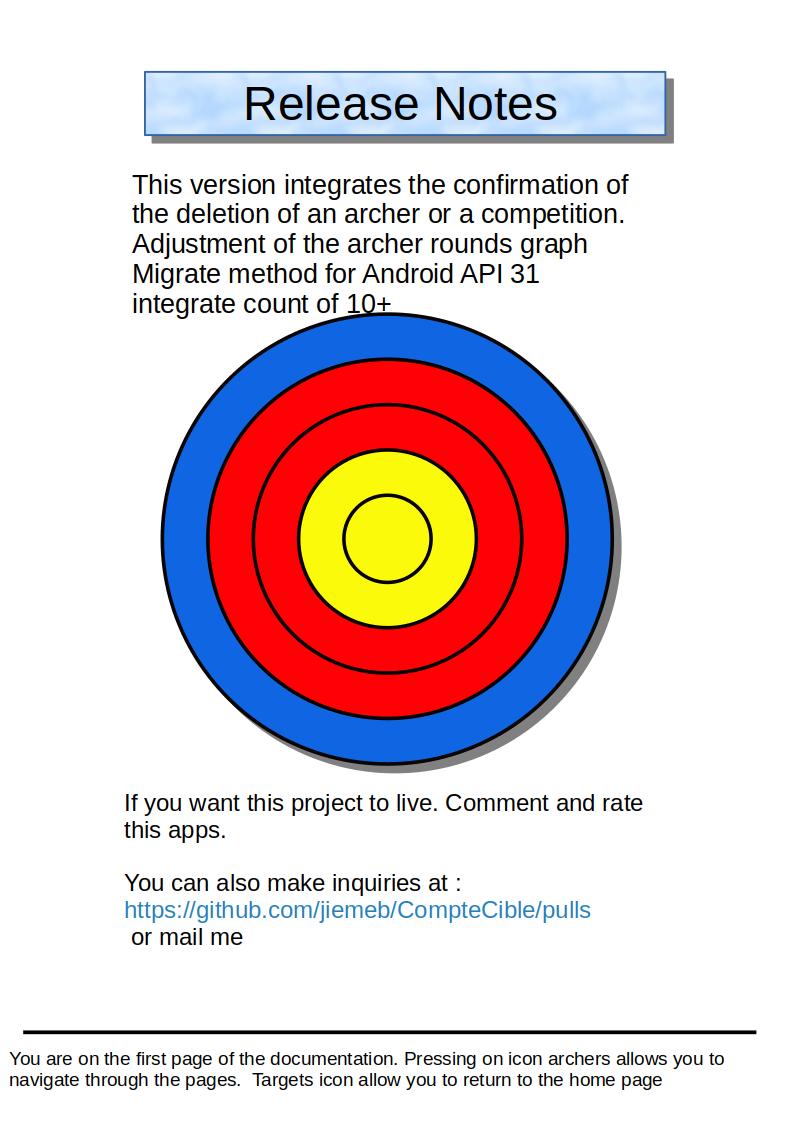 Release Notes
This version integrates the confirmation of
the deletion of an archer or a competition.
Adjustment of the archer rounds graph
Migrate method for Android API 31
integrate count of 10+
If you want this project to live. Comment and rate
this apps.
You can also make inquiries at :
https://github.com/jiemeb/CompteCible/pulls
or mail me
You are on the first page of the documentation. Pressing on icon archers allows you to
navigate through the pages.  Targets icon allow you to return to the home page